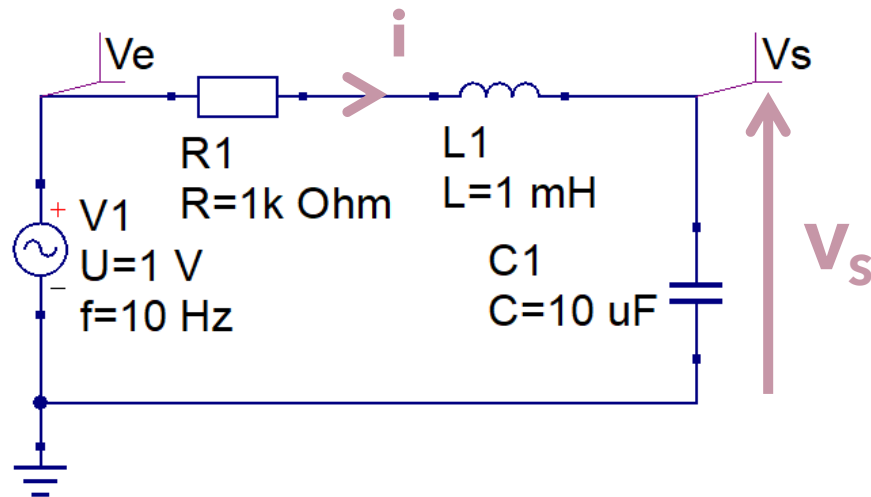 i
Ve
Vs
R1
R=1k Ohm
L1
L=1 mH
+
V1
U=1 V
f=10 Hz
–
C1
C=10 uF
vs